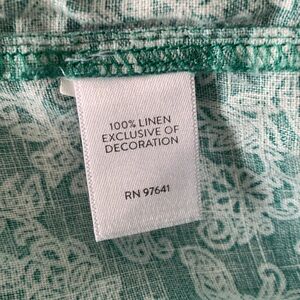 100% LINEN
EXCLUSIVE OF
DECORATION
RN 97641